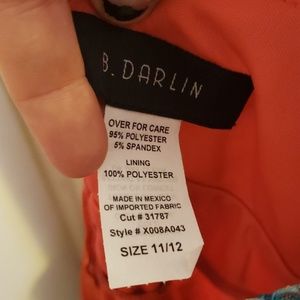 B. DARLIN
OVER FOR CARE
95% POLYESTER
5% SPANDEX
LINING
100% POLYESTER
MADE IN MEXICO
OF IMPORTED FABRIC
Cut # 31787
Style # X008A043
SIZE 11/12